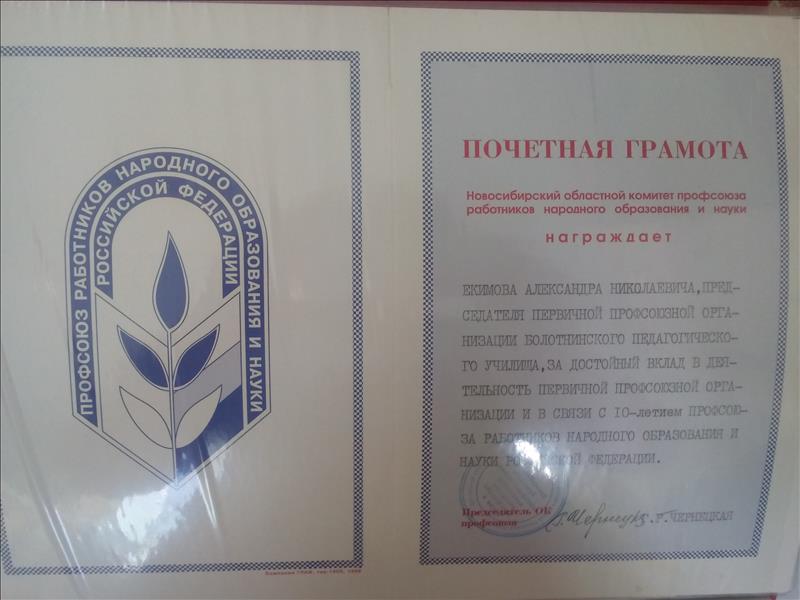 ПРОФСОЮЗ РАБОТНИКОВ НАРОДНОГО ОБРАЗОВАНИЯ И НАУКИ
РОССИЙСКОЙ ФЕДЕРАЦИИ
ПОЧЕТНАЯ ГРАМОТА
Новосибирский областной комитет профсоюза
работников народного образования и науки
награждает
ЕКИМОВА АЛЕКСАНДРА НИКОЛАЕВИЧА,ПРЕД-
СЕДАТЕЛЯ ПЕРВИЧНОЙ ПРОФСОЮЗНОЙ ОРГА-
НИЗАЦИИ БОЛОТНИНСКОГО ПЕДАГОГИЧЕСКО-
ГО УЧИЛИЩА,ЗА ДОСТОЙНЫЙ ВКЛАД В ДЕЯ-
ТЕЛЬНОСТЬ ПЕРВИЧНОЙ ПРОФСОЮЗНОЙ ОРГА-
НИЗАЦИИ И В СВЯЗИ С 10-летием ПРОФСОЮ-
ЗА РАБОТНИКОВ НАРОДНОГО ОБРАЗОВАНИЯ И
НАУКИ РОССИЙСКОЙ ФЕДЕРАЦИИ.
Председатель ОК
профсоюза
Г.Р.ЧЕРНЕЦКАЯ